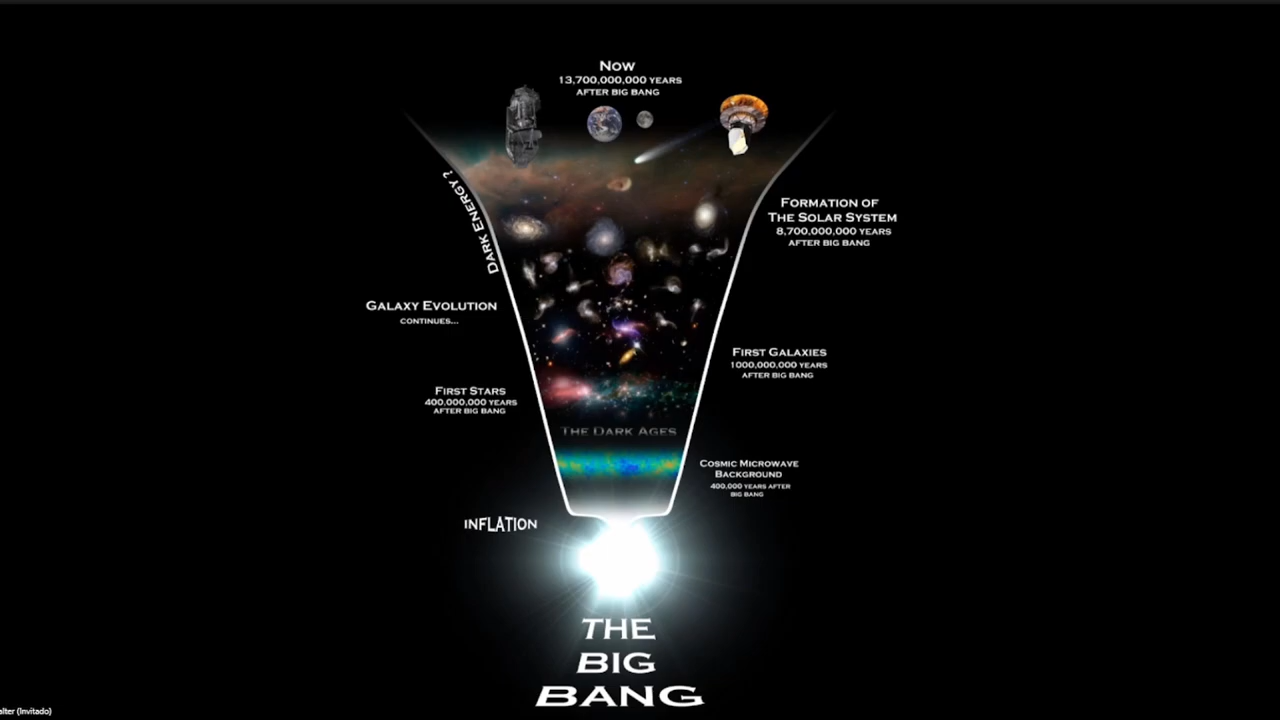 NOW
13,700,000,000 YEARS
AFTER BIG BANG
DARK ENERGY?
FORMATION OF
THE SOLAR SYSTEM
8,700,000,000 YEARS
AFTER BIG BANG
GALAXY EVOLUTION
CONTINUES...
FIRST GALAXIES
1000,000,000 YEARS
AFTER BIG BANG
FIRST STARS
400,000,000 YEARS
AFTER BIG BANG
THE DARK AGES
COSMIC MICROWAVE
BACKGROUND
400,000 YEARS AFTER
BIG BANG
INFLATION
THE
BIG
BANG
(Invitado)